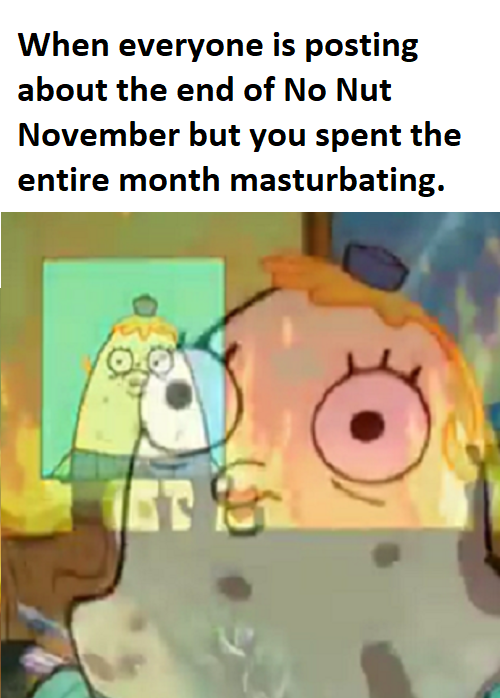 When everyone is posting
about the end of No Nut
November but you spent the
entire month masturbating.